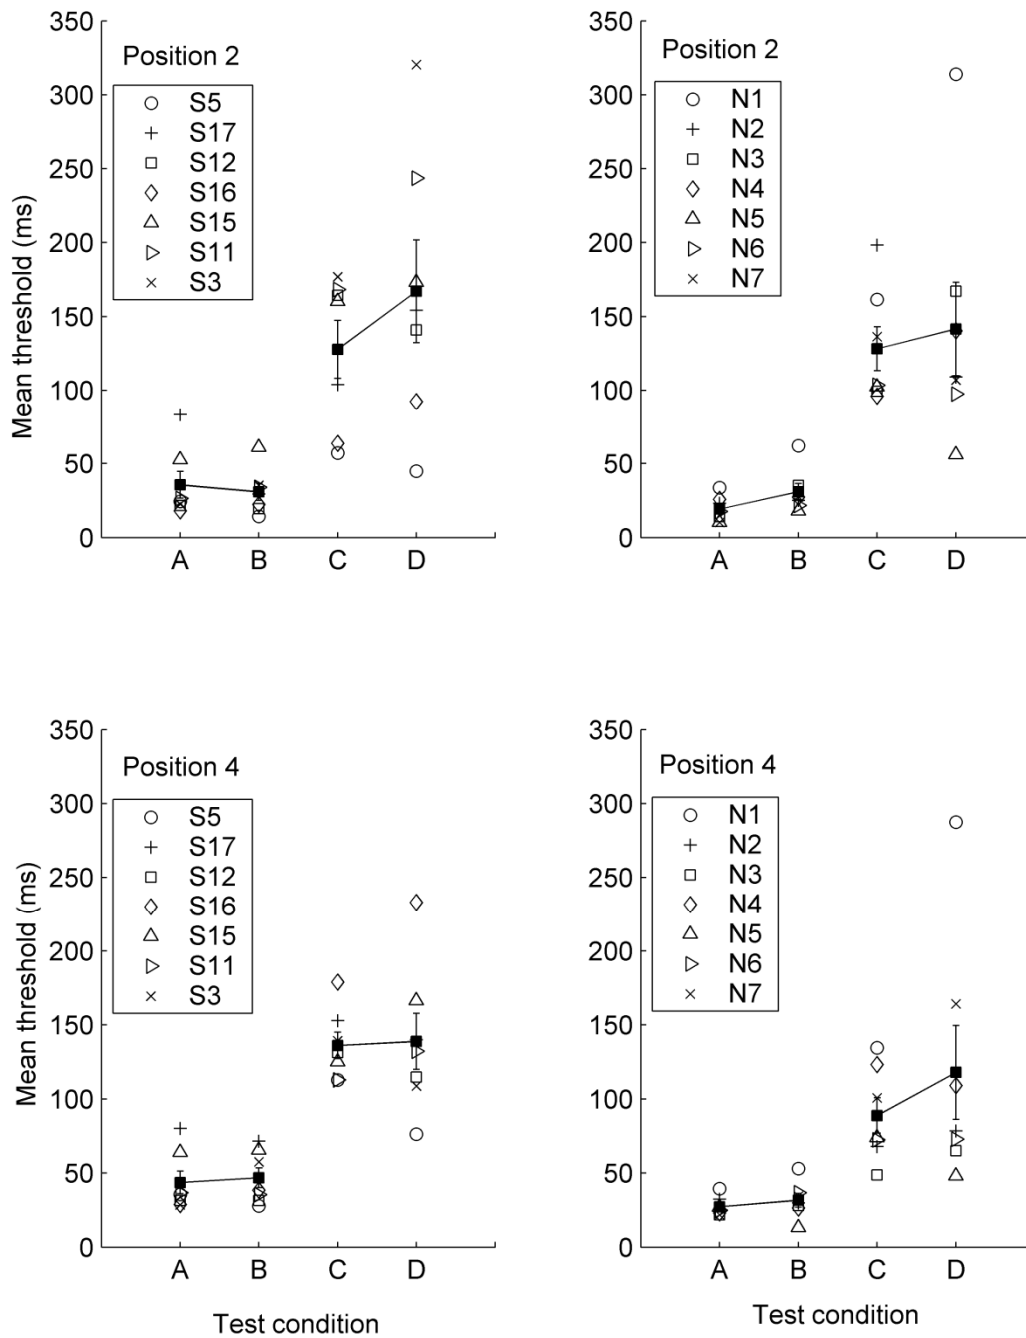 Position 2
S5
S17
S12
S16
S15
S11
S3
350
300
250
200
150
100
50
0
Mean threshold (ms)
A B C D
Position 2
N1
N2
N3
N4
N5
N6
N7
350
300
250
200
150
100
50
0
A B C D
Position 4
S5
S17
S12
S16
S15
S11
S3
350
300
250
200
150
100
50
0
Mean threshold (ms)
A B C D
Test condition
Position 4
N1
N2
N3
N4
N5
N6
N7
350
300
250
200
150
100
50
0
A B C D
Test condition